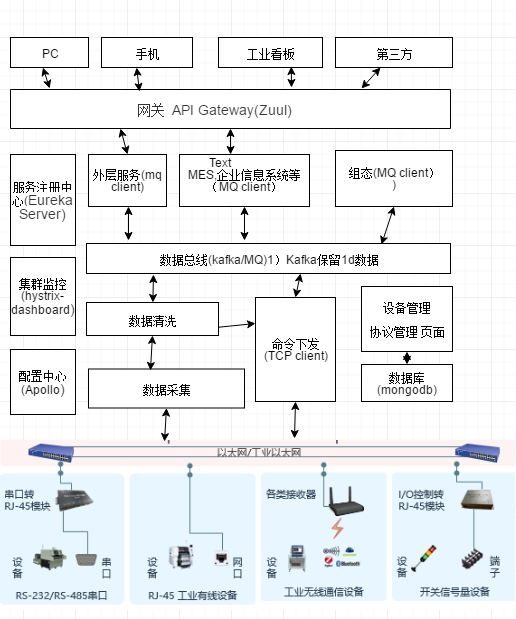 PC
手机
工业看板
第三方
网关 API Gateway(Zuul)
服务注册中
心(Eureka
Server)
外层服务(mq
client)
Text
MES,企业信息系统等
（MQ client）
组态(MQ client）
）
数据总线(kafka/MQ)1）Kafka保留1d数据
集群监控
(hystrix-
dashboard)
数据清洗
命令下发
(TCP client)
设备管理
协议管理 页面
配置中心
(Apollo)
数据采集
数据库
(mongodb)
以太网/工业以太网
串口转
RJ-45模块
设备
串口
RS-232/RS-485串口
设备
网口
RJ-45 工业有线设备
各类接收器
设备
Bluetooth
工业无线通信设备
I/O控制转
RJ-45模块
设备
端子
开关信号量设备